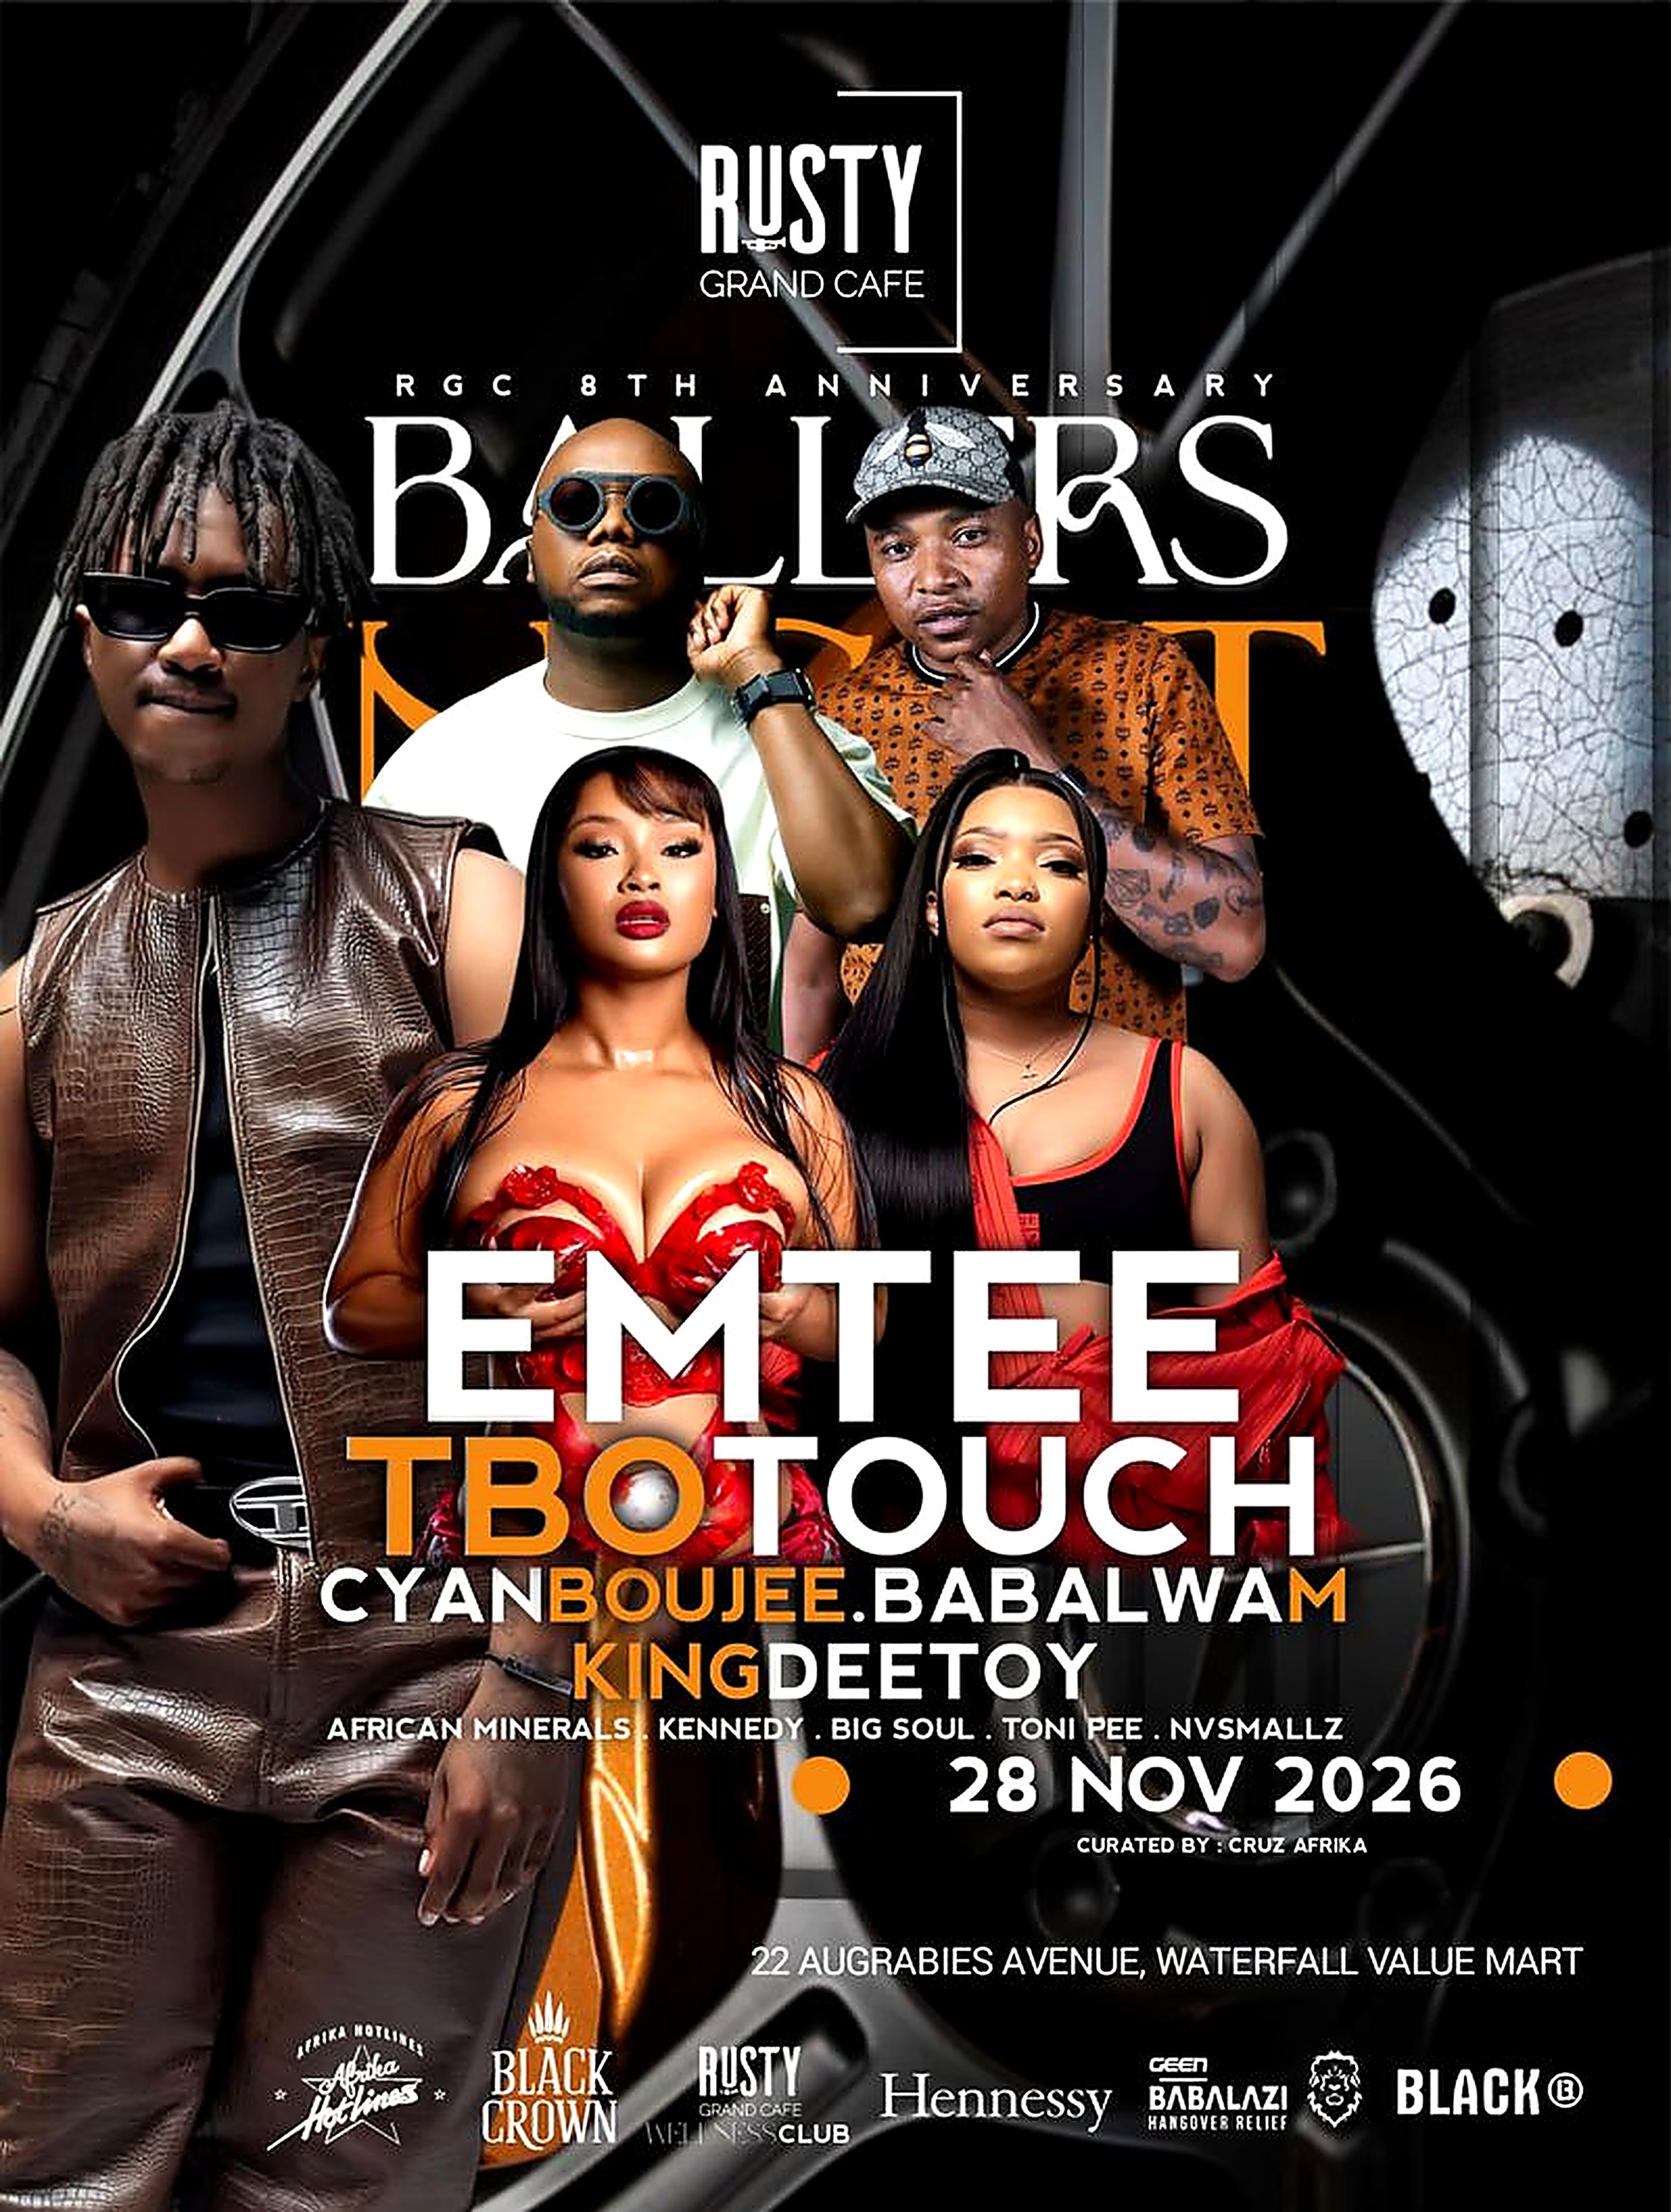 RUSTY
GRAND CAFE
RGC 8TH ANNIVERSARY
BALLERS
EMTEE
TBOTOUCH
CYANBOUJEE.BABALWAM
KINGDEETOY
AFRICAN MINERALS . KENNEDY . BIG SOUL . TONI PEE . NVSMALLZ
28 NOV 2026
CURATED BY : CRUZ AFRIKA
22 AUGRABIES AVENUE, WATERFALL VALUE MART
AFRIKA HOTLINES
Afrika
Hotlines
BLACK
CROWN
RUSTY
GRAND CAFE
WELLNESSCLUB
Hennessy
GEEN
BABALAZI
HANGOVER RELIEF
BLACK B